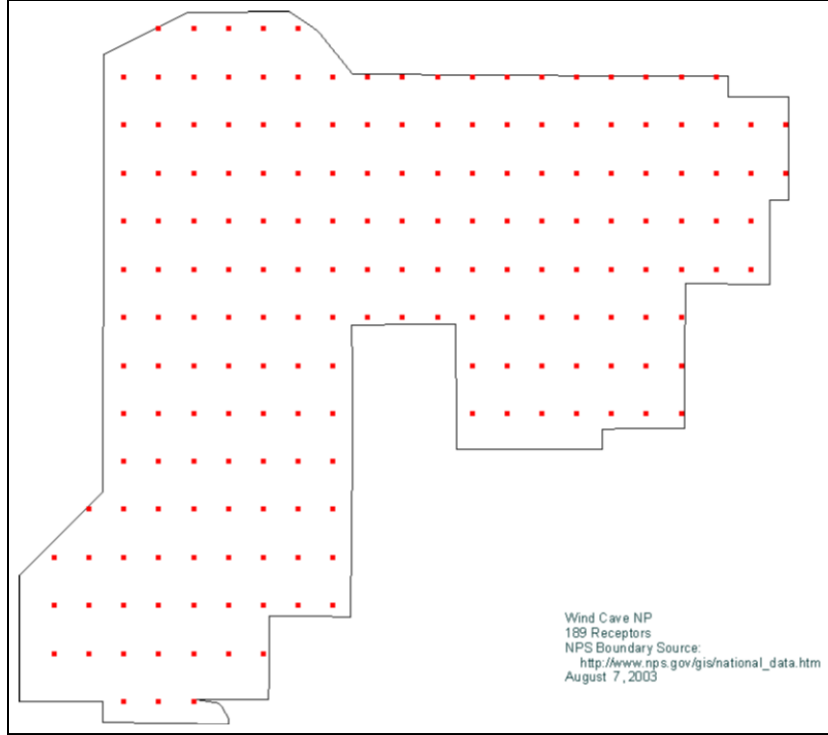 Wind Cave NP
189 Receptors
NPS Boundary Source:
http://www.nps.gov/gis/national_data.htm
August 7, 2003